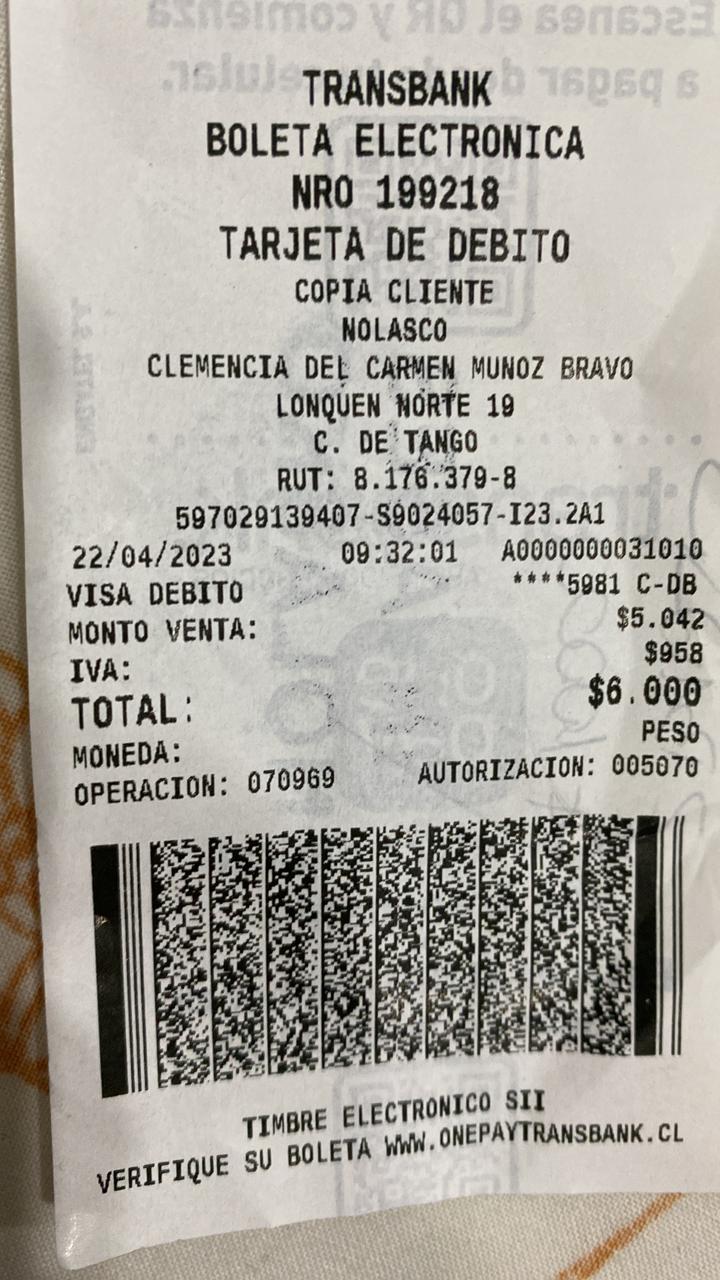 TRANSBANK
BOLETA ELECTRONICA
NRO 199218
TARJETA DE DEBITO
COPIA CLIENTE
NOLASCO
CLEMENCIA DEL CARMEN MUNOZ BRAVO
LONQUEN NORTE 19
C. DE TANGO
RUT: 8.176.379-8
597029139407-S9024057-I23.2A1
22/04/2023 09:32:01 A0000000031010
VISA DEBITO ****5981 C-DB
MONTO VENTA: $5.042
IVA: $958
TOTAL: $6.000
MONEDA: PESO
OPERACION: 070969 AUTORIZACION: 005070
TIMBRE ELECTRONICO SII
VERIFIQUE SU BOLETA WWW.ONEPAYTRANSBANK.CL